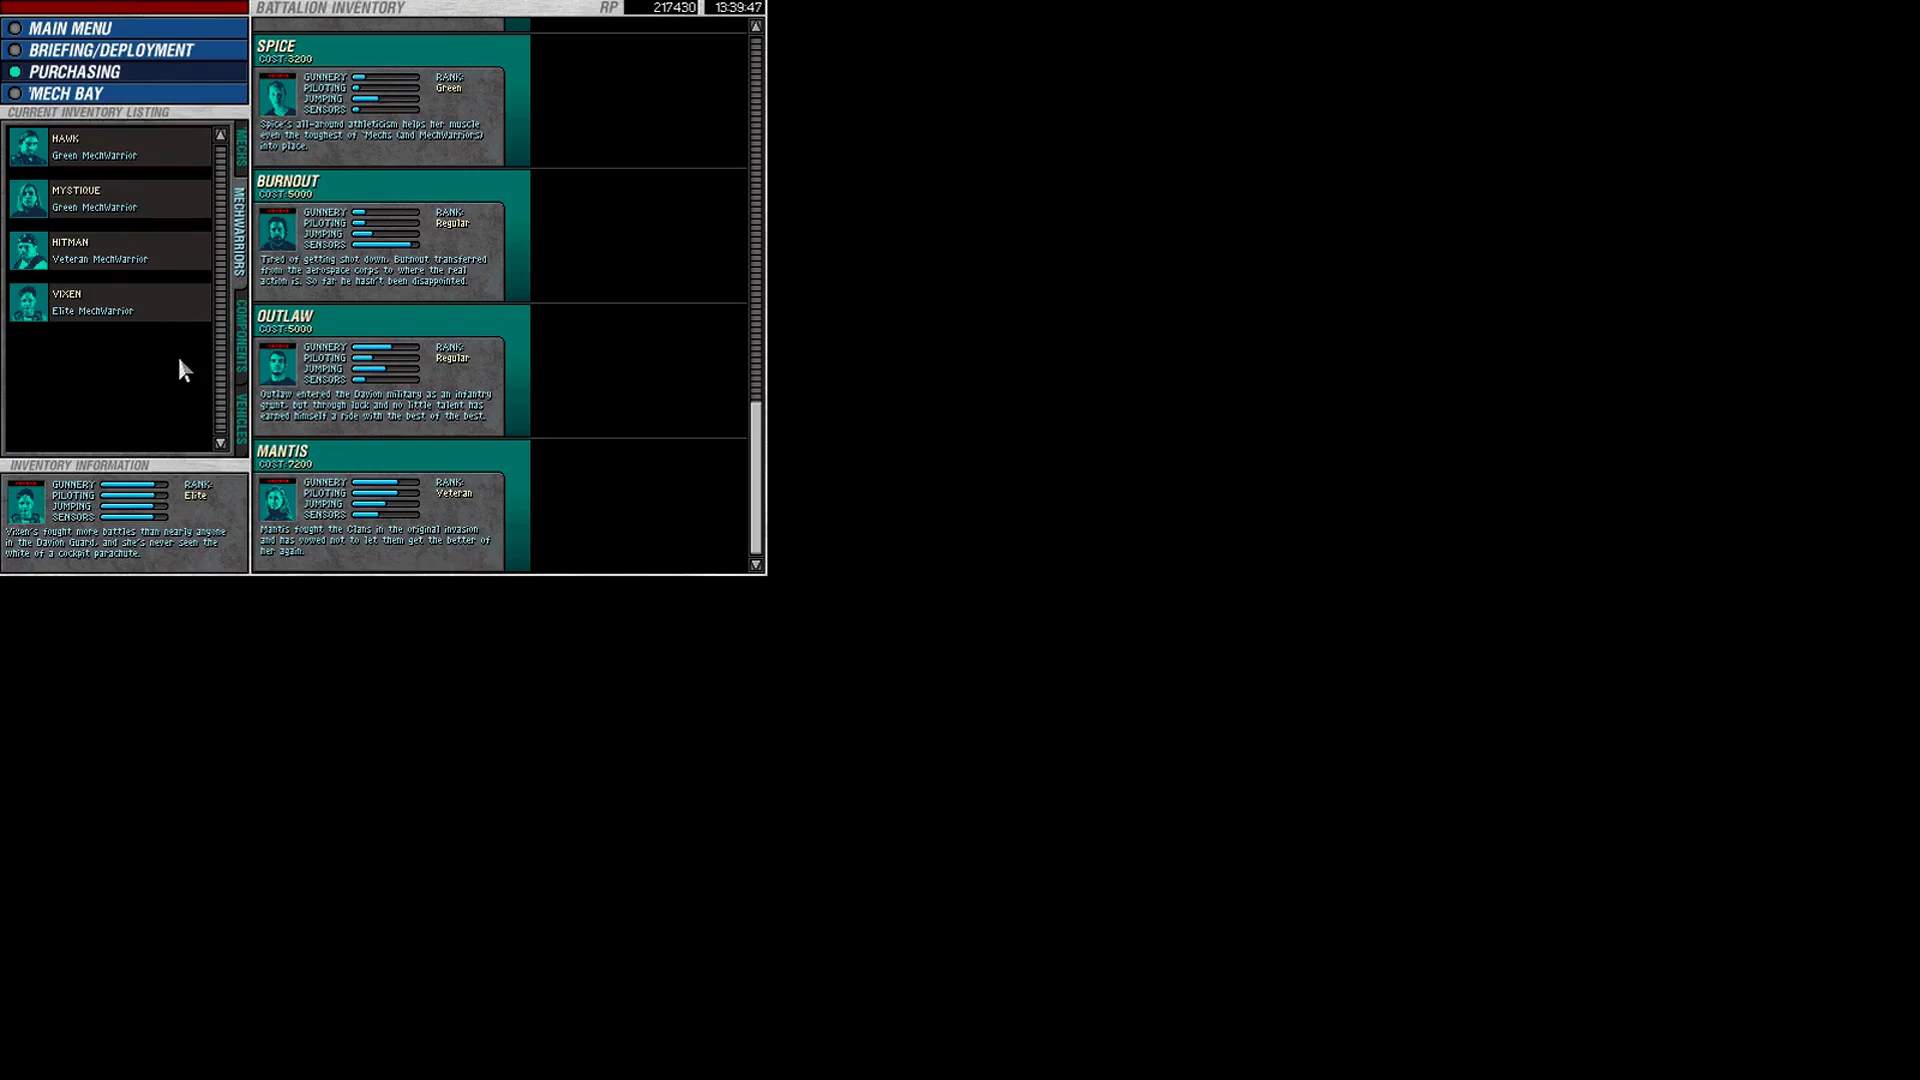 BATTALION INVENTORY RP 217430 13:39:47
MAIN MENU
BRIEFING/DEPLOYMENT
PURCHASING
'MECH BAY
CURRENT INVENTORY LISTING
HAWK
Green MechWarrior
MYSTIQUE
Green MechWarrior
HITMAN
Veteran MechWarrior
VIXEN
Elite MechWarrior
MECHS
MECHWARRIORS
COMPONENTS
VEHICLES
INVENTORY INFORMATION
GUNNERY RANK:
PILOTING Elite
JUMPING
SENSORS
Vixen's fought more battles than nearly anyone
in the Davion Guard, and she's never seen the
white of a cockpit parachute.
SPICE
COST:3200
GUNNERY RANK:
PILOTING Green
JUMPING
SENSORS
Spice's all-around athleticism helps her muscle
even the toughest of 'Mechs (and MechWarriors)
into place.
BURNOUT
COST:5000
GUNNERY RANK:
PILOTING Regular
JUMPING
SENSORS
Tired of getting shot down, Burnout transferred
from the aerospace corps to where the real
action is. So far he hasn't been disappointed.
OUTLAW
COST:5000
GUNNERY RANK:
PILOTING Regular
JUMPING
SENSORS
Outlaw entered the Davion military as an infantry
grunt, but through luck and no little talent has
earned himself a ride with the best of the best.
MANTIS
COST:7200
GUNNERY RANK:
PILOTING Veteran
JUMPING
SENSORS
Mantis fought the Clans in the original invasion
and has vowed not to let them get the better of
her again.